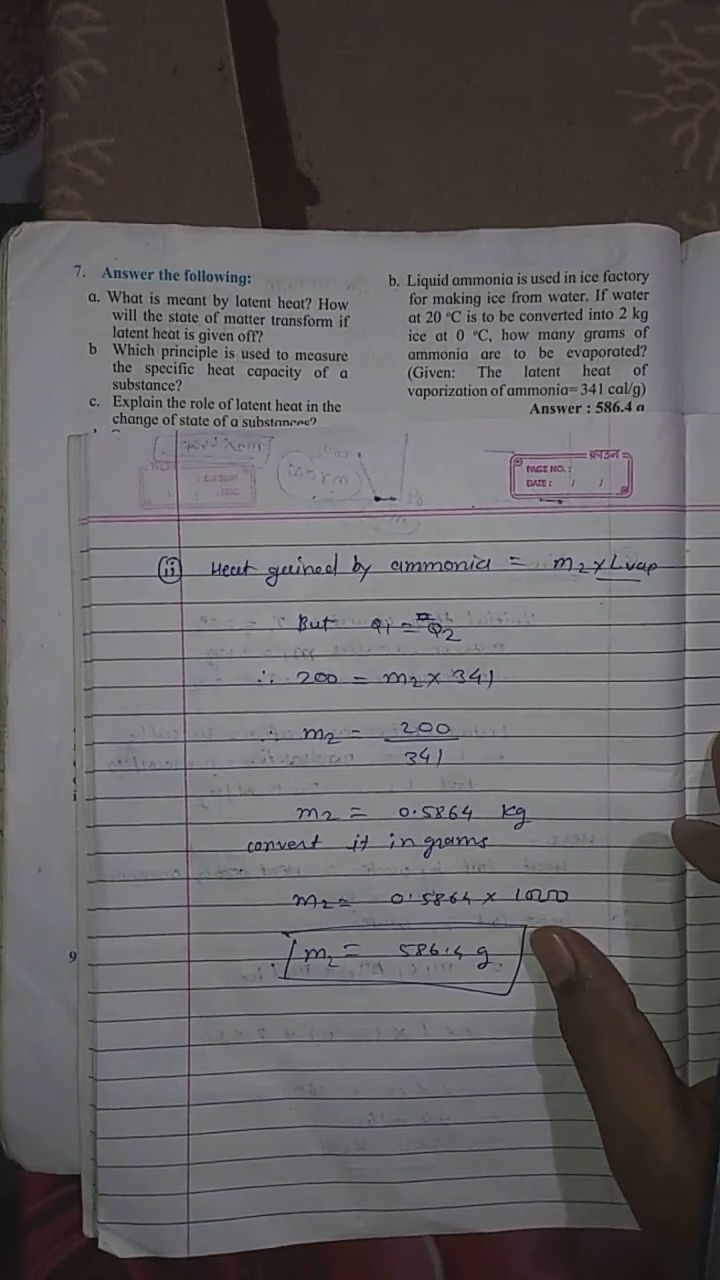 7. Answer the following:
a. What is meant by latent heat? How
will the state of matter transform if
latent heat is given off?
b Which principle is used to measure
the specific heat capacity of a
substance?
c. Explain the role of latent heat in the
change of state of a substance?
b. Liquid ammonia is used in ice factory
for making ice from water. If water
at 20 °C is to be converted into 2 kg
ice at 0 °C, how many grams of
ammonia are to be evaporated?
(Given: The latent heat of
vaporization of ammonia= 341 cal/g)
Answer : 586.4 g
क्राउन
PAGE NO. :
DATE : / /
(ii) Heat gained by ammonia = m2 x Lvap
But Q1 = Q2
∴ 200 = m2 x 341
m2 = 200
341
m2 = 0.5864 kg
convert it in grams
m2 = 0.5864 x 1000
m2 = 586.4 g
9